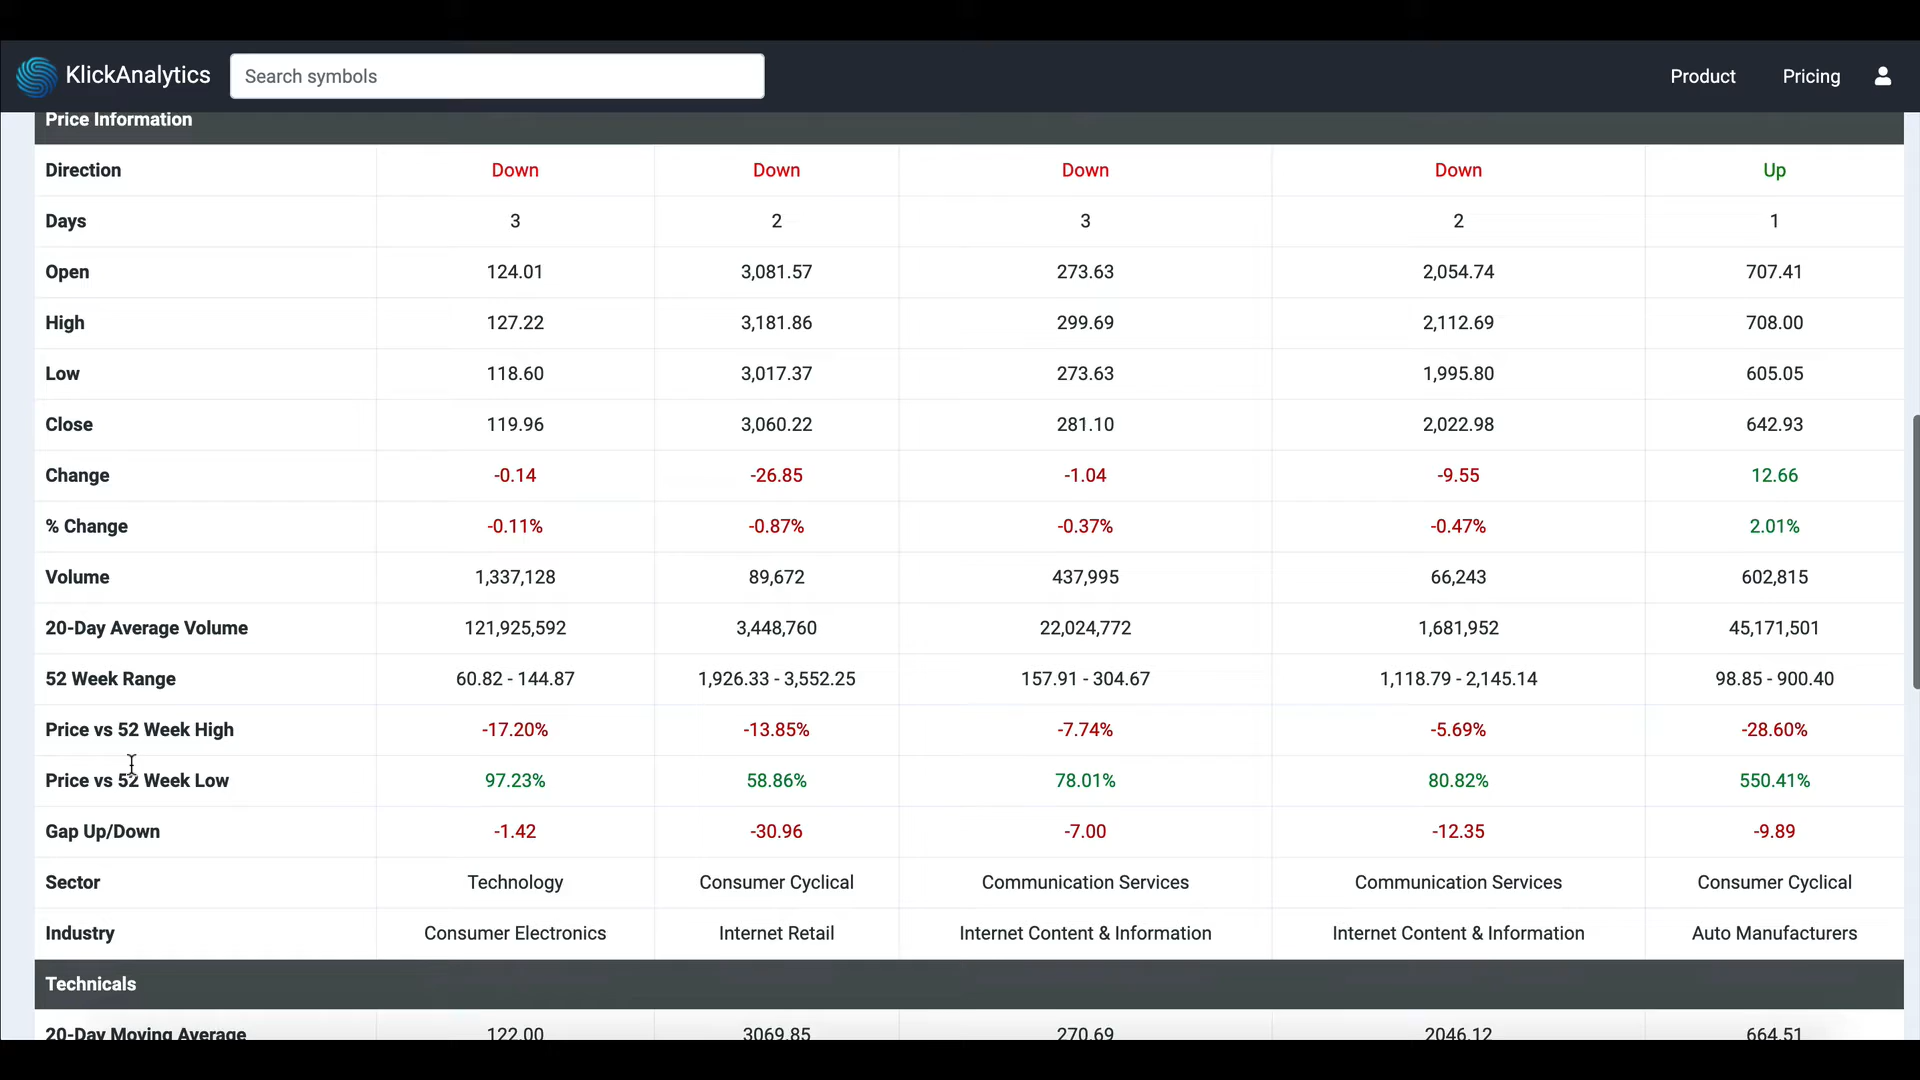 KlickAnalytics Search symbols Product Pricing
Price Information
Direction Down Down Down Down Up
Days 3 2 3 2 1
Open 124.01 3,081.57 273.63 2,054.74 707.41
High 127.22 3,181.86 299.69 2,112.69 708.00
Low 118.60 3,017.37 273.63 1,995.80 605.05
Close 119.96 3,060.22 281.10 2,022.98 642.93
Change -0.14 -26.85 -1.04 -9.55 12.66
% Change -0.11% -0.87% -0.37% -0.47% 2.01%
Volume 1,337,128 89,672 437,995 66,243 602,815
20-Day Average Volume 121,925,592 3,448,760 22,024,772 1,681,952 45,171,501
52 Week Range 60.82 - 144.87 1,926.33 - 3,552.25 157.91 - 304.67 1,118.79 - 2,145.14 98.85 - 900.40
Price vs 52 Week High -17.20% -13.85% -7.74% -5.69% -28.60%
Price vs 52 Week Low 97.23% 58.86% 78.01% 80.82% 550.41%
Gap Up/Down -1.42 -30.96 -7.00 -12.35 -9.89
Sector Technology Consumer Cyclical Communication Services Communication Services Consumer Cyclical
Industry Consumer Electronics Internet Retail Internet Content & Information Internet Content & Information Auto Manufacturers
Technicals
20-Day Moving Average 122.00 3069.85 270.69 2046.12 664.51